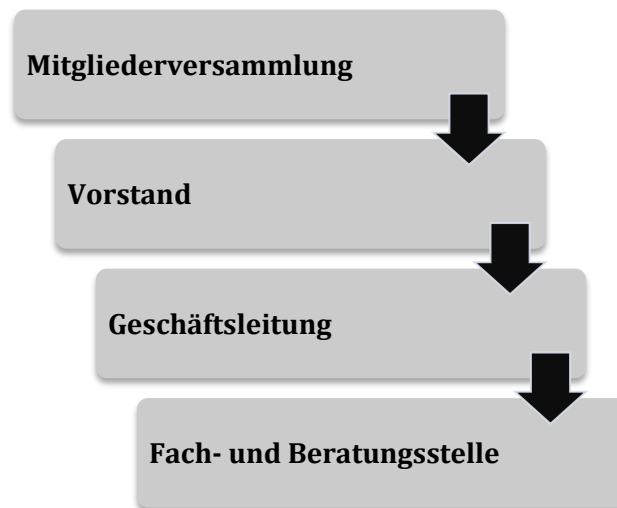 Mitgliederversammlung
Vorstand
Geschäftsleitung
Fach- und Beratungsstelle